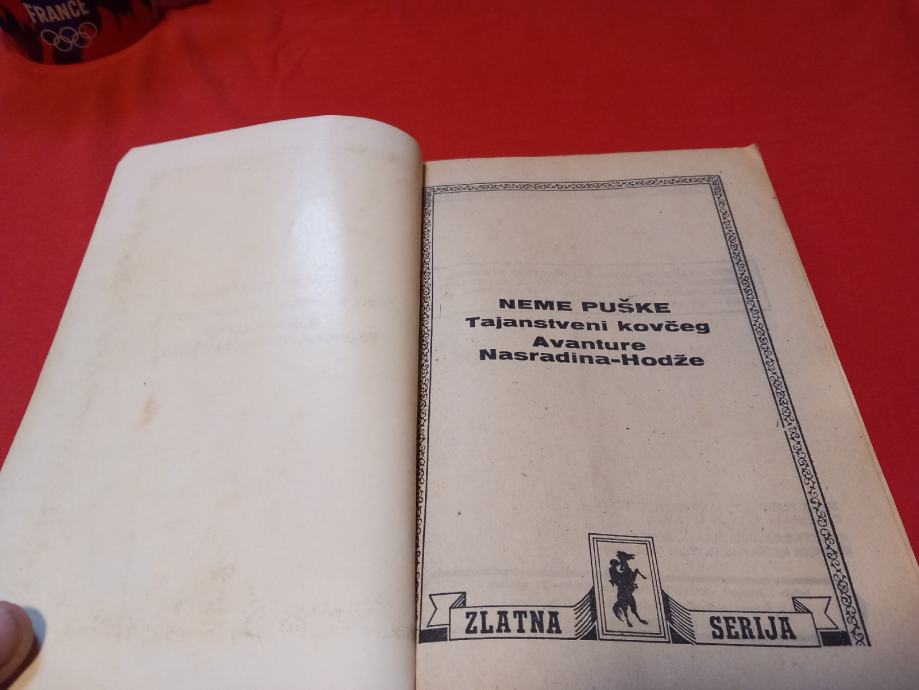 FRANCE
NEME PUŠKE
Tajanstveni kovčeg
Avanture
Nasradina-Hodže
ZLATNA SERIJA